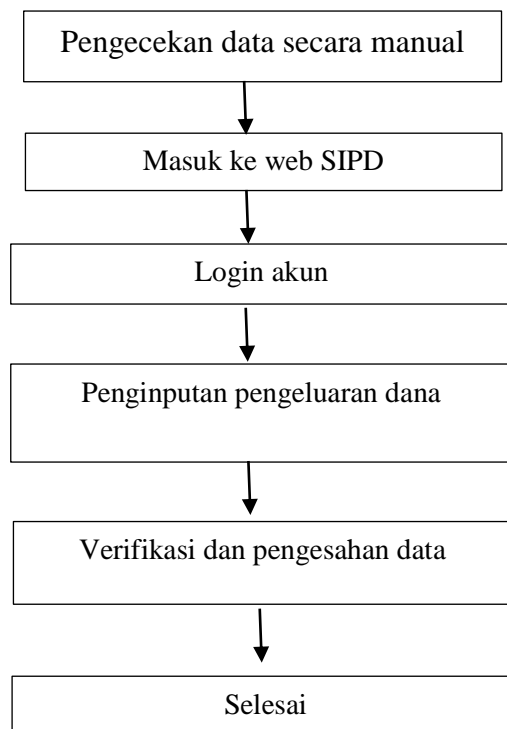 Pengecekan data secara manual
Masuk ke web SIPD
Login akun
Penginputan pengeluaran dana
Verifikasi dan pengesahan data
Selesai